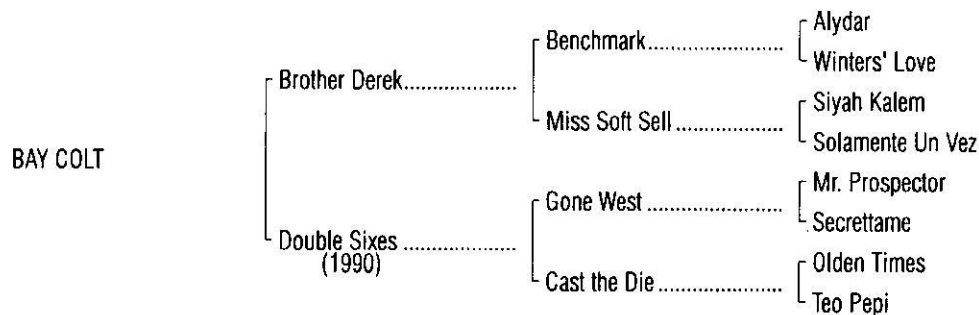 Alydar
Benchmark
Winters' Love
Brother Derek
Siyah Kalem
Miss Soft Sell
Solamente Un Vez
BAY COLT
Mr. Prospector
Gone West
Secrettame
Double Sixes
(1990)
Olden Times
Cast the Die
Teo Pepi